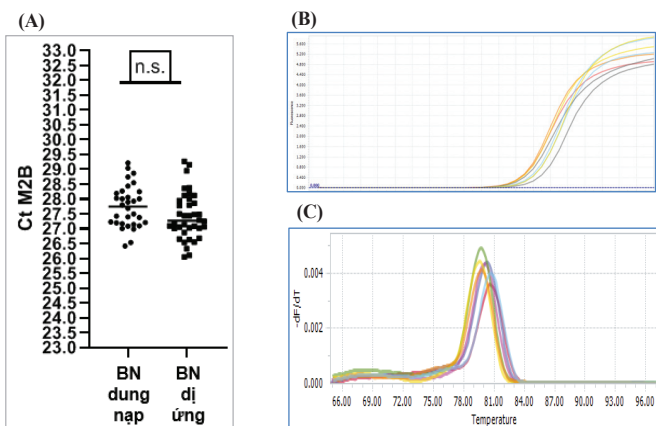 (A)
33.0
32.5
32.0
31.5
31.0
30.5
30.0
29.5
29.0
28.5
28.0
27.5
27.0
26.5
26.0
25.5
25.0
24.5
24.0
23.5
23.0
Ct M2B
n.s.
BN
dung
nạp
BN
dị
ứng
(B)
Fluorescence
(C)
-dF/dT
0.004
0.002
0.000
66.00 69.00 72.00 75.00 78.00 81.00 84.00 87.00 90.00 93.00 96.00
Temperature